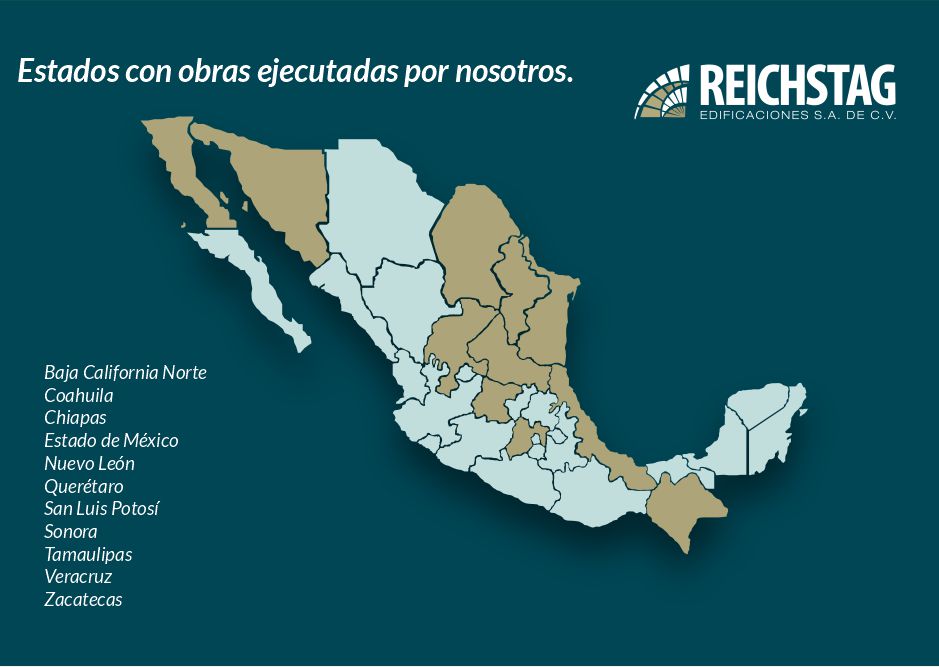 Estados con obras ejecutadas por nosotros.
REICHSTAG
EDIFICACIONES S.A. DE C.V.
Baja California Norte
Coahuila
Chiapas
Estado de México
Nuevo León
Querétaro
San Luis Potosí
Sonora
Tamaulipas
Veracruz
Zacatecas